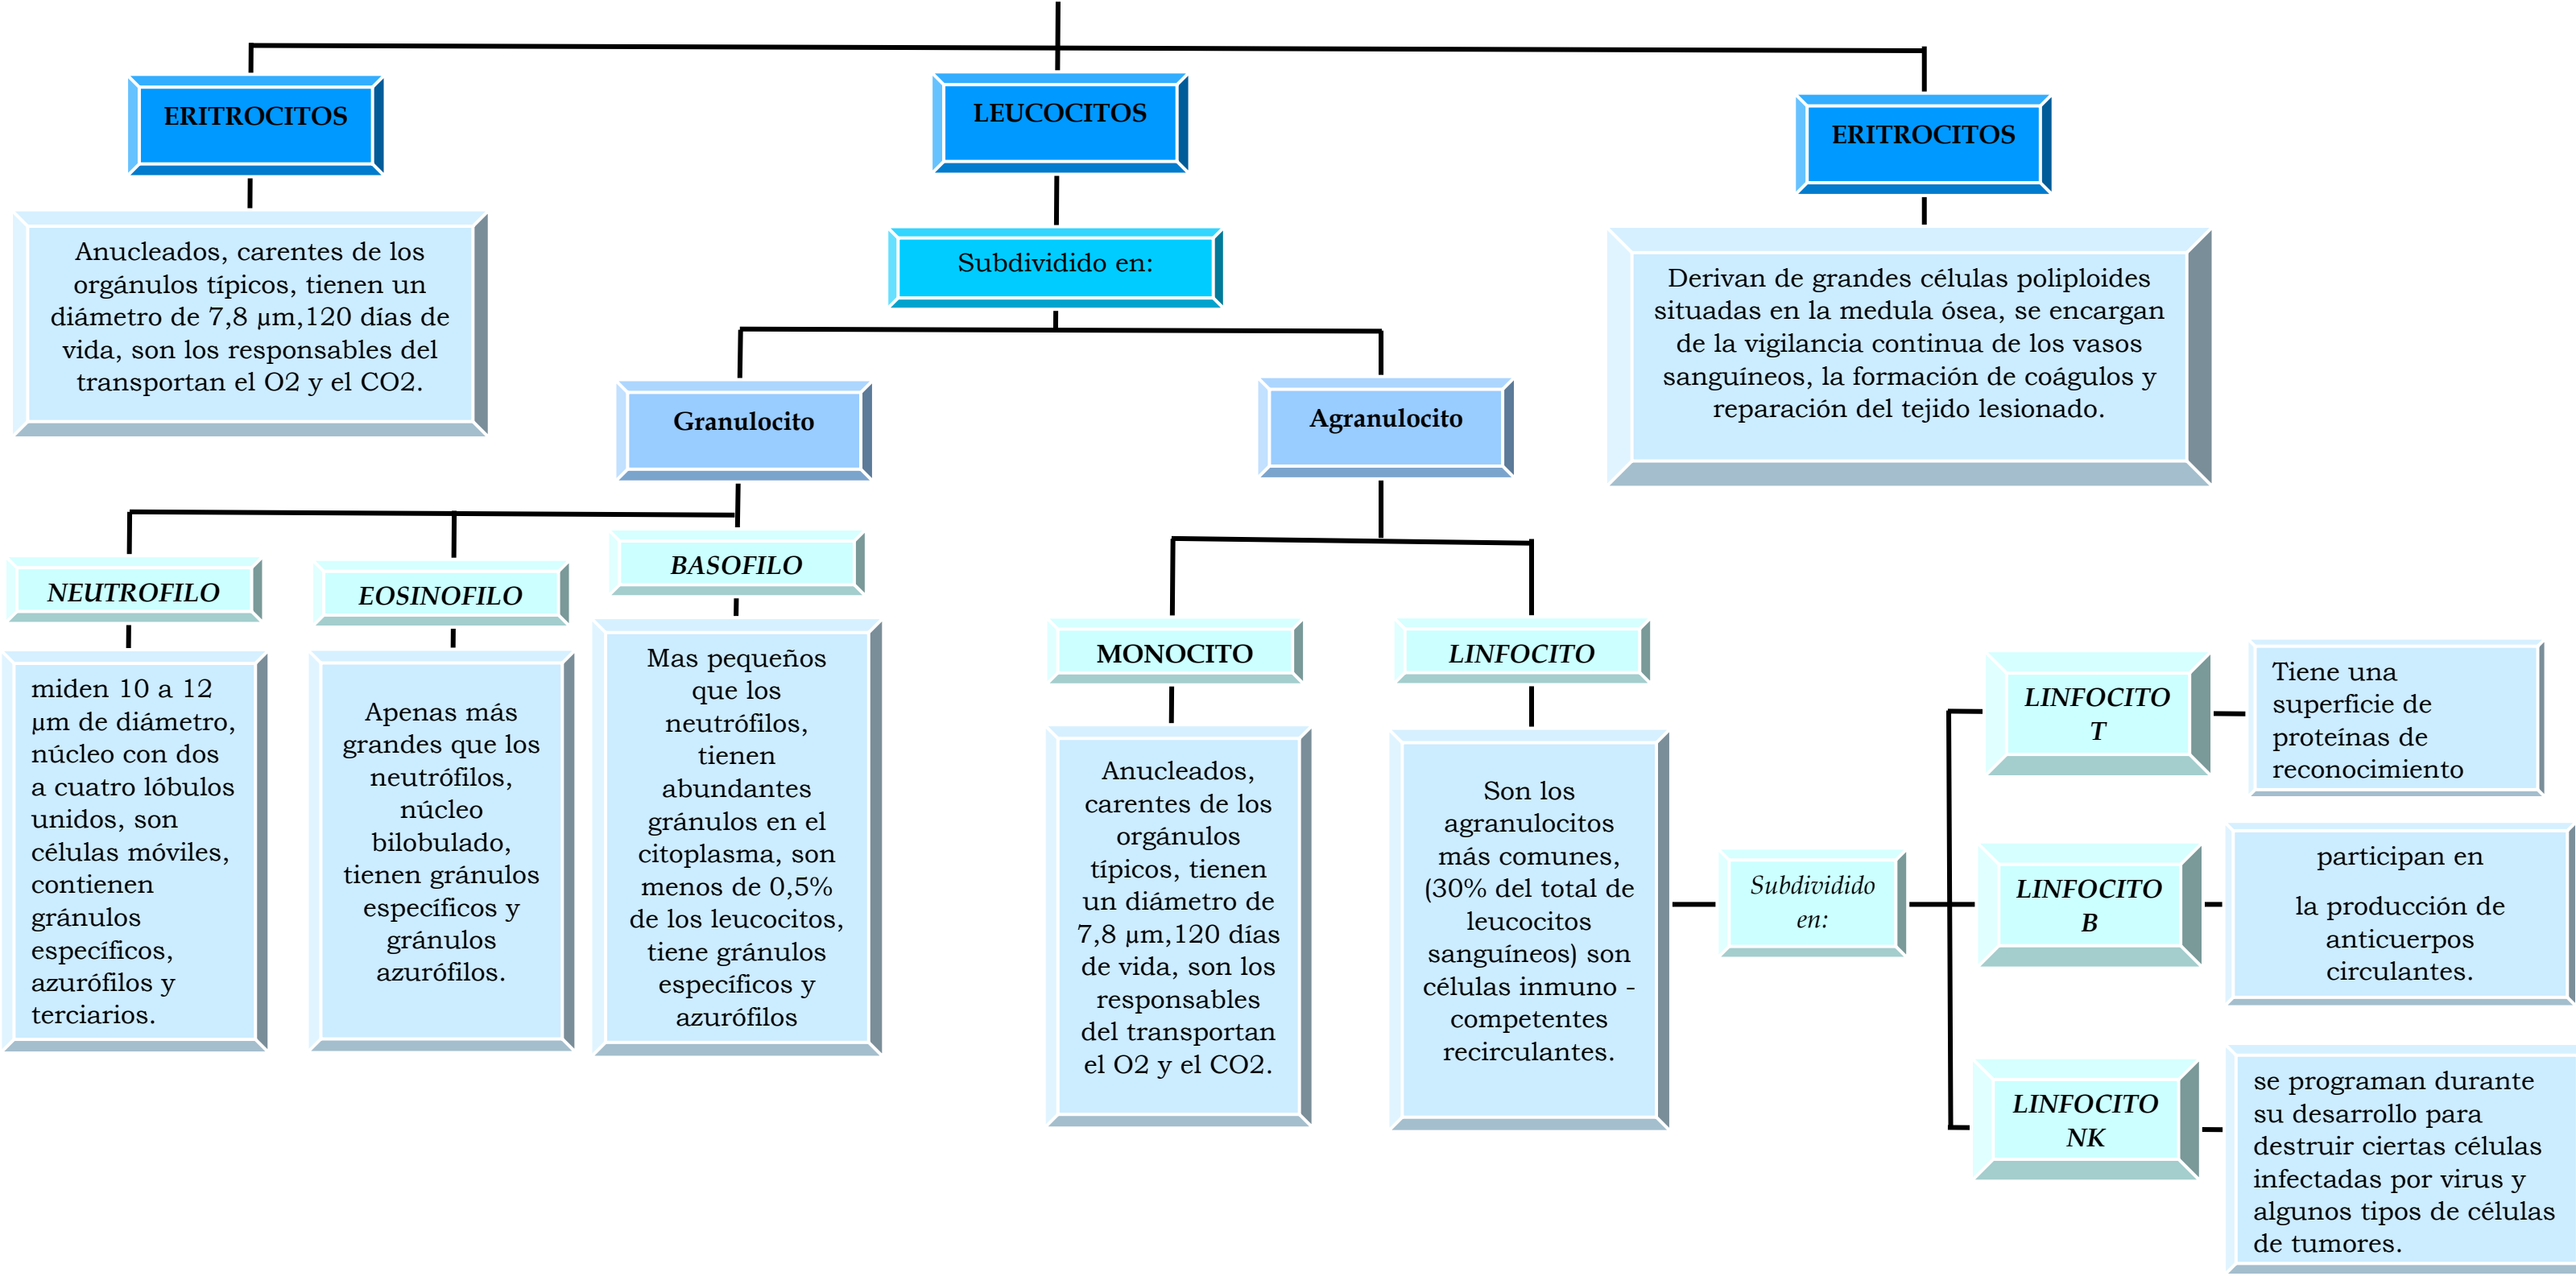 ERITROCITOS
Anucleados, carentes de los
orgánulos típicos, tienen un
diámetro de 7,8 µm,120 días de
vida, son los responsables del
transportan el O2 y el CO2.
LEUCOCITOS
Subdividido en:
ERITROCITOS
Derivan de grandes células poliploides
situadas en la medula ósea, se encargan
de la vigilancia continua de los vasos
sanguíneos, la formación de coágulos y
reparación del tejido lesionado.
Granulocito
Agranulocito
NEUTROFILO
miden 10 a 12
µm de diámetro,
núcleo con dos
a cuatro lóbulos
unidos, son
células móviles,
contienen
gránulos
específicos,
azurófilos y
terciarios.
EOSINOFILO
Apenas más
grandes que los
neutrófilos,
núcleo
bilobulado,
tienen gránulos
específicos y
gránulos
azurófilos.
BASOFILO
Mas pequeños
que los
neutrófilos,
tienen
abundantes
gránulos en el
citoplasma, son
menos de 0,5%
de los leucocitos,
tiene gránulos
específicos y
azurófilos
MONOCITO
Anucleados,
carentes de los
orgánulos
típicos, tienen
un diámetro de
7,8 µm,120 días
de vida, son los
responsables
del transportan
el O2 y el CO2.
LINFOCITO
Son los
agranulocitos
más comunes,
(30% del total de
leucocitos
sanguíneos) son
células inmuno -
competentes
recirculantes.
Subdividido
en:
LINFOCITO
T
Tiene una
superficie de
proteínas de
reconocimiento
LINFOCITO
B
participan en
la producción de
anticuerpos
circulantes.
LINFOCITO
NK
se programan durante
su desarrollo para
destruir ciertas células
infectadas por virus y
algunos tipos de células
de tumores.